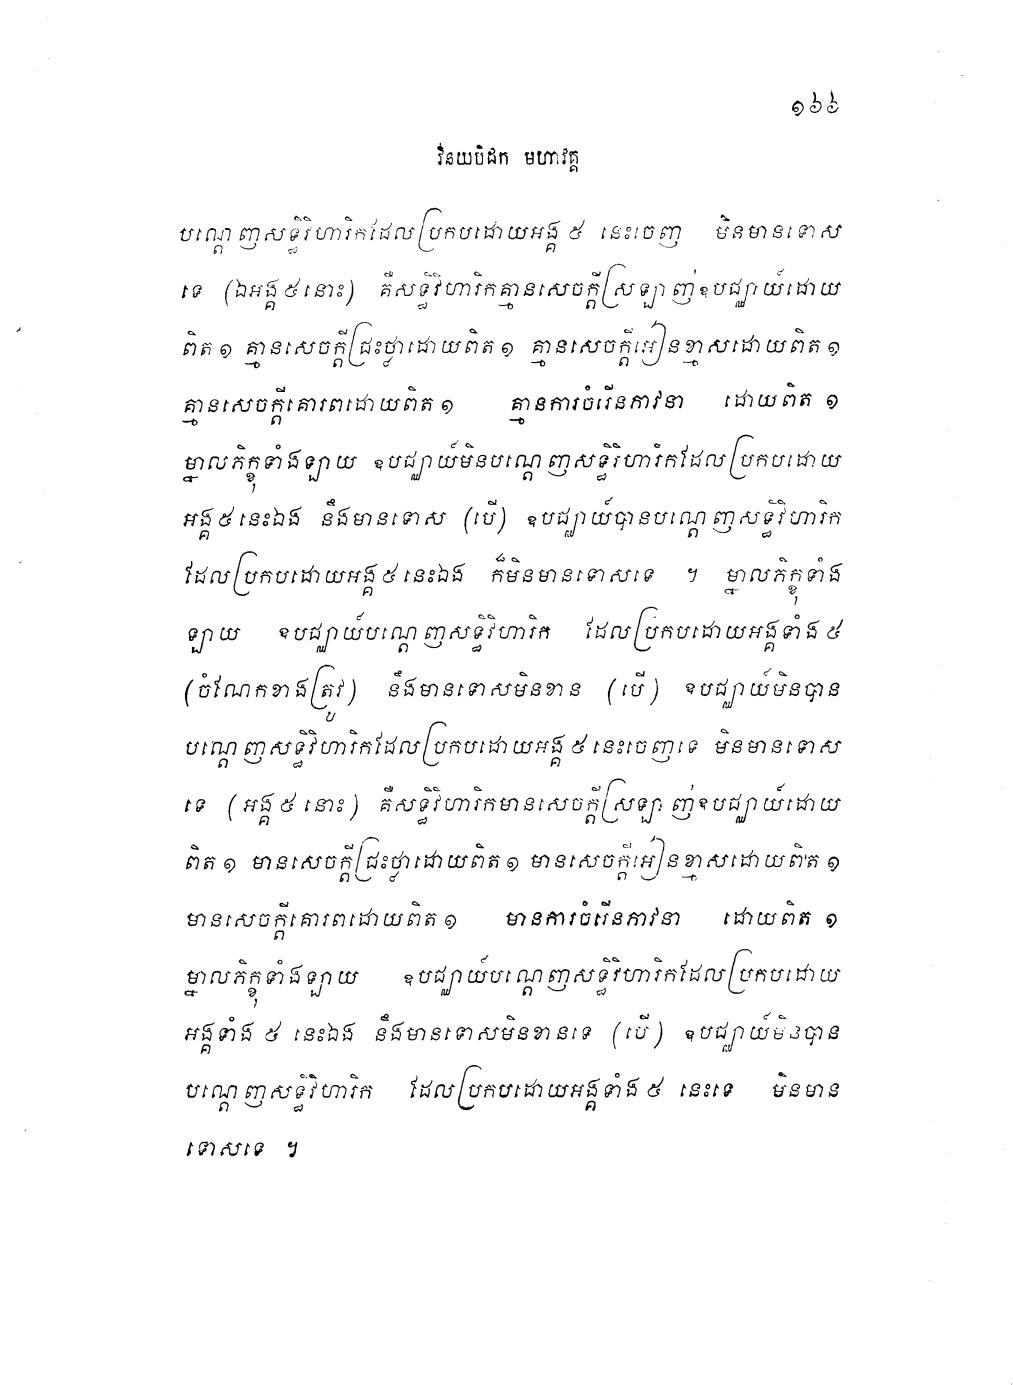 ១៦៦
វិនយបិដក មហាវគ្គ
បណ្តេញសទ្ធិវិហារិកដែលប្រកបដោយអង្គ ៥ នេះចេញ មិនមានទោស
ទេ (ឯអង្គ ៥ នោះ) គឺសទ្ធិវិហារិកគ្មានសេចក្តីស្រឡាញ់ឧបជ្ឈាយ៍ដោយ
ពិត ១ គ្មានសេចក្តីជ្រះថ្លាដោយពិត ១ គ្មានសេចក្តីអៀនខ្មាសដោយពិត ១
គ្មានសេចក្តីគោរពដោយពិត ១ គ្មានការចំរើនភាវនា ដោយពិត ១
ម្នាលភិក្ខុទាំងឡាយ ឧបជ្ឈាយ៍មិនបណ្តេញសទ្ធិវិហារិកដែលប្រកបដោយ
អង្គ ៥ នេះឯង នឹងមានទោស (បើ) ឧបជ្ឈាយ៍បានបណ្តេញសទ្ធិវិហារិក
ដែលប្រកបដោយអង្គ ៥ នេះឯង ក៏មិនមានទោសទេ ។ ម្នាលភិក្ខុទាំង
ឡាយ ឧបជ្ឈាយ៍បណ្តេញសទ្ធិវិហារិក ដែលប្រកបដោយអង្គទាំង ៥
(ចំណែកខាងត្រូវ) នឹងមានទោសមិនខាន (បើ) ឧបជ្ឈាយ៍មិនបាន
បណ្តេញសទ្ធិវិហារិកដែលប្រកបដោយអង្គ ៥ នេះចេញទេ មិនមានទោស
ទេ (អង្គ ៥ នោះ) គឺសទ្ធិវិហារិកមានសេចក្តីស្រឡាញ់ឧបជ្ឈាយ៍ដោយ
ពិត ១ មានសេចក្តីជ្រះថ្លាដោយពិត ១ មានសេចក្តីអៀនខ្មាសដោយពិត ១
មានសេចក្តីគោរពដោយពិត ១ មានការចំរើនភាវនា ដោយពិត ១
ម្នាលភិក្ខុទាំងឡាយ ឧបជ្ឈាយ៍បណ្តេញសទ្ធិវិហារិកដែលប្រកបដោយ
អង្គទាំង ៥ នេះឯង នឹងមានទោសមិនខានទេ (បើ) ឧបជ្ឈាយ៍មិនបាន
បណ្តេញសទ្ធិវិហារិក ដែលប្រកបដោយអង្គទាំង ៥ នេះទេ មិនមាន
ទោសទេ ។